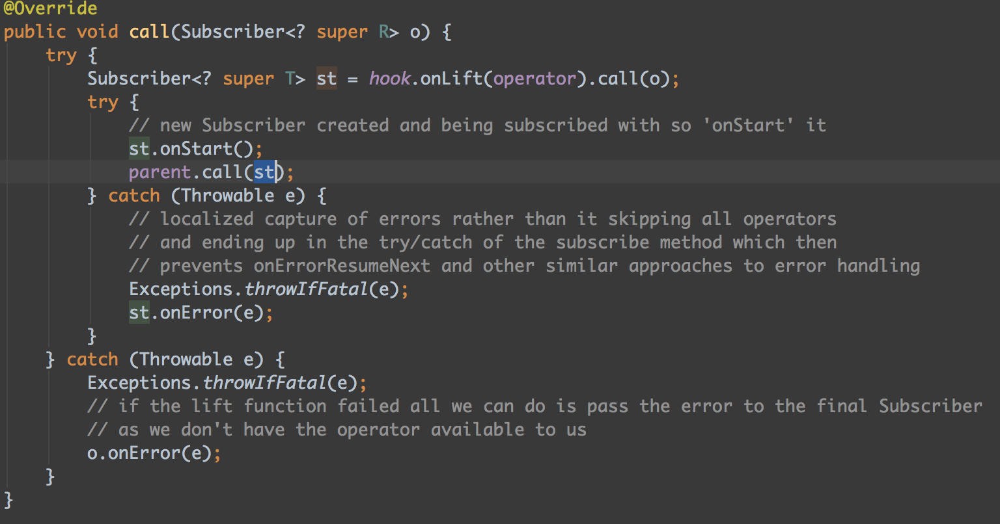 @Override
public void call(Subscriber<? super R> o) {
try {
Subscriber<? super T> st = hook.onLift(operator).call(o);
try {
// new Subscriber created and being subscribed with so 'onStart' it
st.onStart();
parent.call(st);
} catch (Throwable e) {
// localized capture of errors rather than it skipping all operators
// and ending up in the try/catch of the subscribe method which then
// prevents onErrorResumeNext and other similar approaches to error handling
Exceptions.throwIfFatal(e);
st.onError(e);
}
} catch (Throwable e) {
Exceptions.throwIfFatal(e);
// if the lift function failed all we can do is pass the error to the final Subscriber
// as we don't have the operator available to us
o.onError(e);
}
}